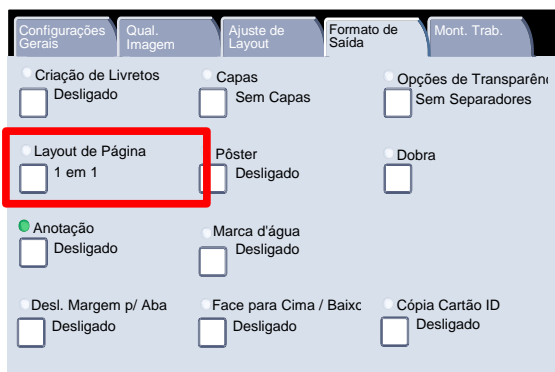 Configurações Gerais
Qual. Imagem
Ajuste de Layout
Formato de Saída
Mont. Trab.
Criação de Livretos
Desligado
Capas
Sem Capas
Opções de Transparên
Sem Separadores
Layout de Página
1 em 1
Pôster
Desligado
Dobra
Anotação
Desligado
Marca d'água
Desligado
Desl. Margem p/ Aba
Desligado
Face para Cima / Baixo
Desligado
Cópia Cartão ID
Desligado